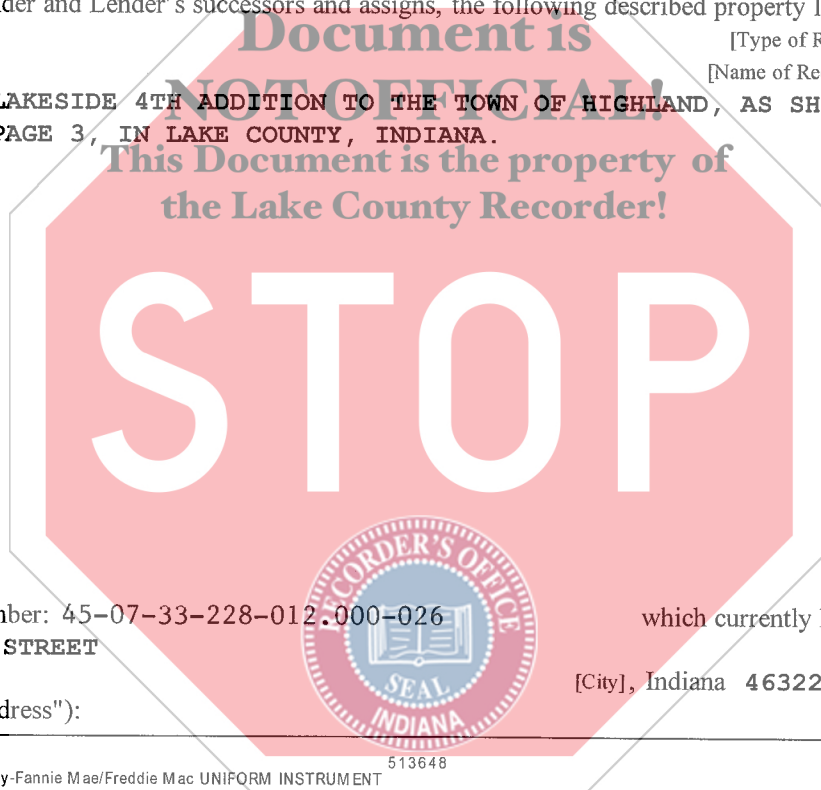 der and Lender's successors and assigns, the following described property l
Document is
[Type of R
NOT OFFICIAL!
[Name of Re
LAKESIDE 4TH ADDITION TO THE TOWN OF HIGHLAND, AS SH
PAGE 3, IN LAKE COUNTY, INDIANA.
This Document is the property of
the Lake County Recorder!
STOP
RECORDER'S OFFICE
nber: 45-07-33-228-012.000-026 which currently
STREET
SEAL
[City], Indiana 46322
INDIANA
dress"):
513648
y-Fannie Mae/Freddie Mac UNIFORM INSTRUMENT